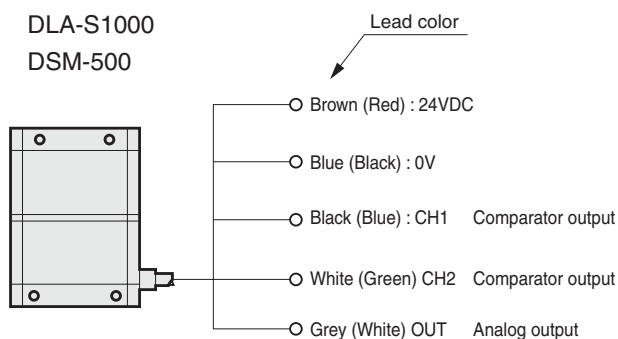 DLA-S1000
DSM-500
Lead color
Brown (Red) : 24VDC
Blue (Black) : 0V
Black (Blue) : CH1 Comparator output
White (Green) CH2 Comparator output
Grey (White) OUT Analog output